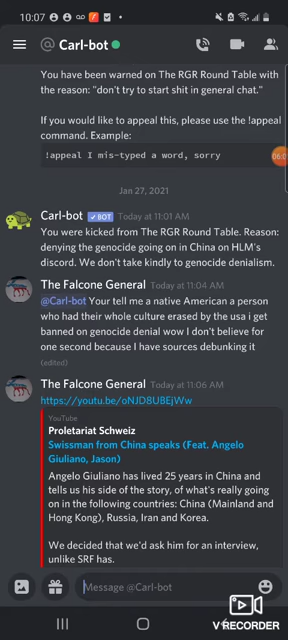 10:07
@ Carl-bot
You have been warned on The RGR Round Table with
the reason: "don't try to start shit in general chat."
If you would like to appeal this, please use the !appeal
command. Example:
!appeal I mis-typed a word, sorry
06:0
Jan 27, 2021
Carl-bot ✓ BOT Today at 11:01 AM
You were kicked from The RGR Round Table. Reason:
denying the genocide going on in China on HLM's
discord. We don't take kindly to genocide denialism.
The Falcone General Today at 11:04 AM
@Carl-bot Your tell me a native American a person
who had their whole culture erased by the usa i get
banned on genocide denial wow I don't believe for
one second because I have sources debunking it
(edited)
The Falcone General Today at 11:06 AM
https://youtu.be/oNJD8UBEjWw
YouTube
Proletariat Schweiz
Swissman from China speaks (Feat. Angelo
Giuliano, Jason)
Angelo Giuliano has lived 25 years in China and
tells us his side of the story, of what's really going
on in the following countries: China (Mainland and
Hong Kong), Russia, Iran and Korea.
We decided that we'd ask him for an interview,
unlike SRF has.
Message @Carl-bot
V RECORDER